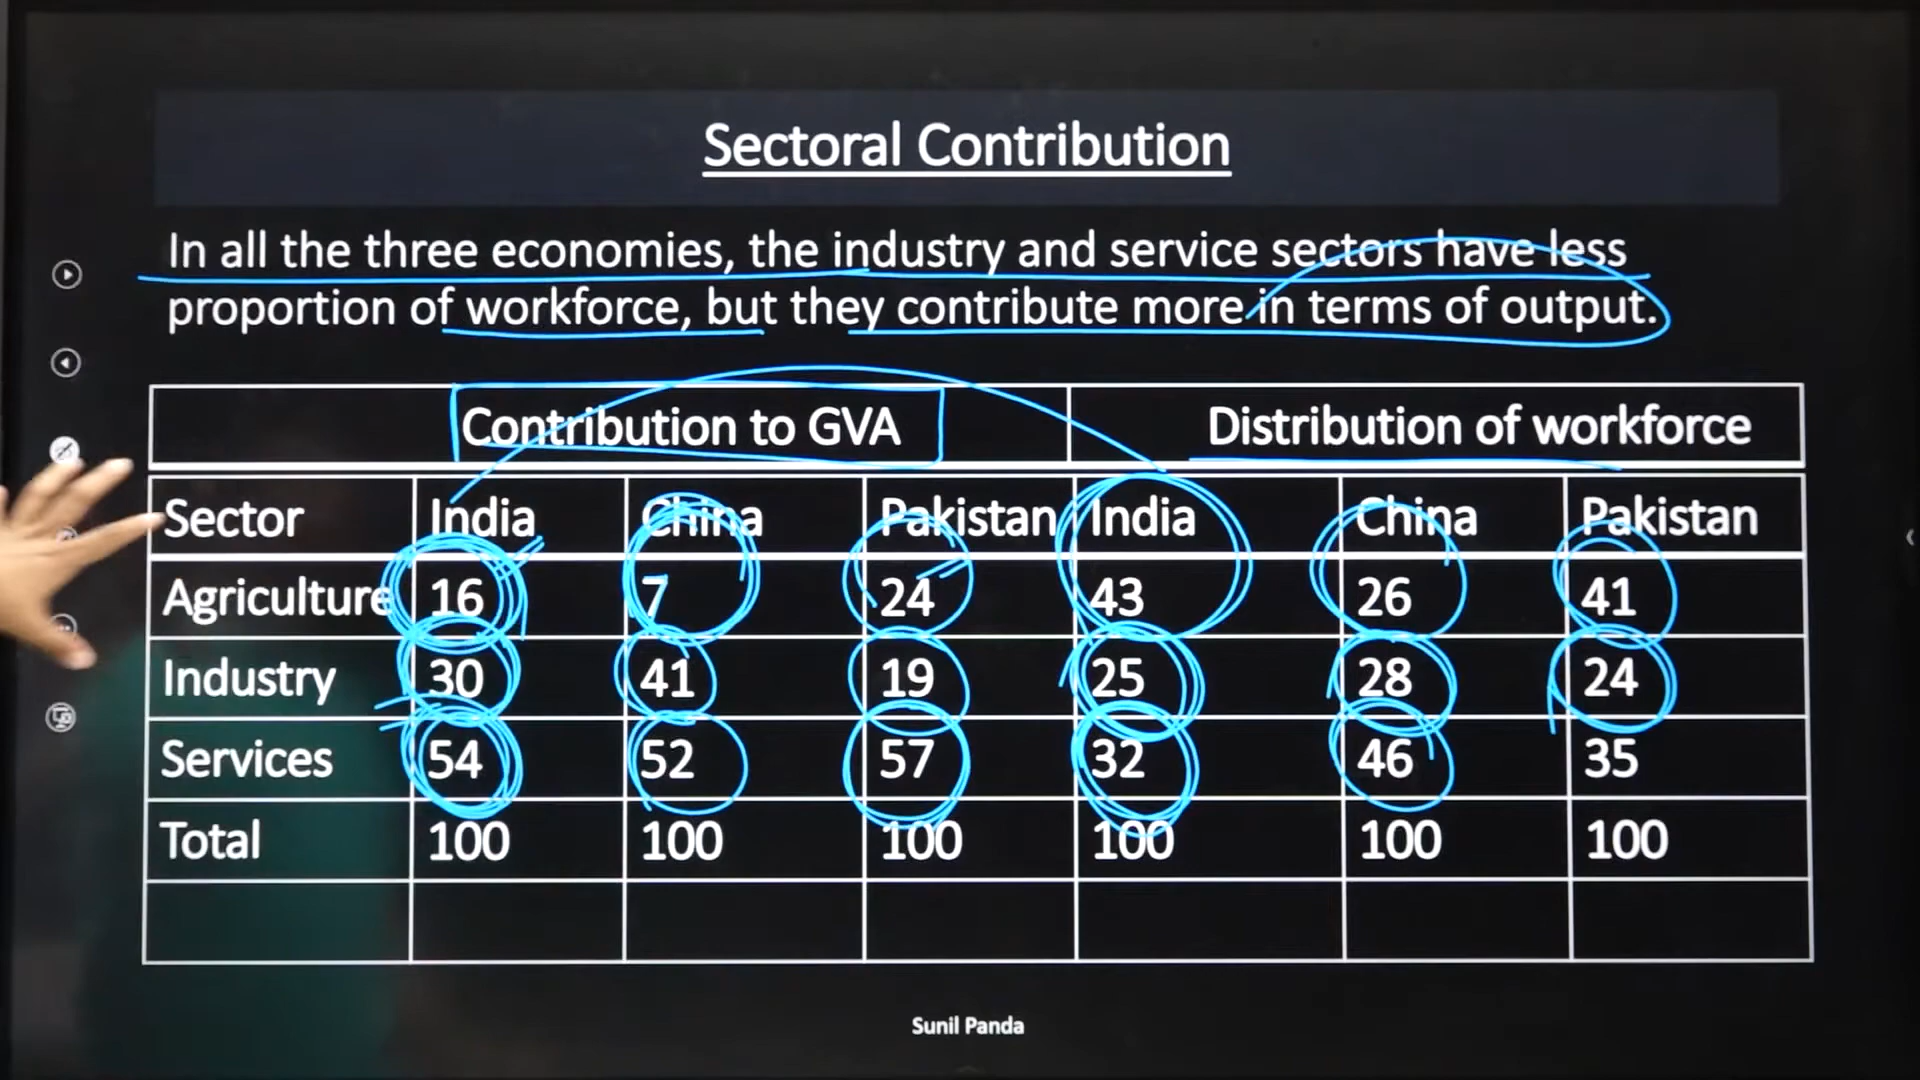 Sectoral Contribution
In all the three economies, the industry and service sectors have less
proportion of workforce, but they contribute more in terms of output.
Contribution to GVA Distribution of workforce
Sector India China Pakistan India China Pakistan
Agriculture 16 7 24 43 26 41
Industry 30 41 19 25 28 24
Services 54 52 57 32 46 35
Total 100 100 100 100 100 100
Sunil Panda